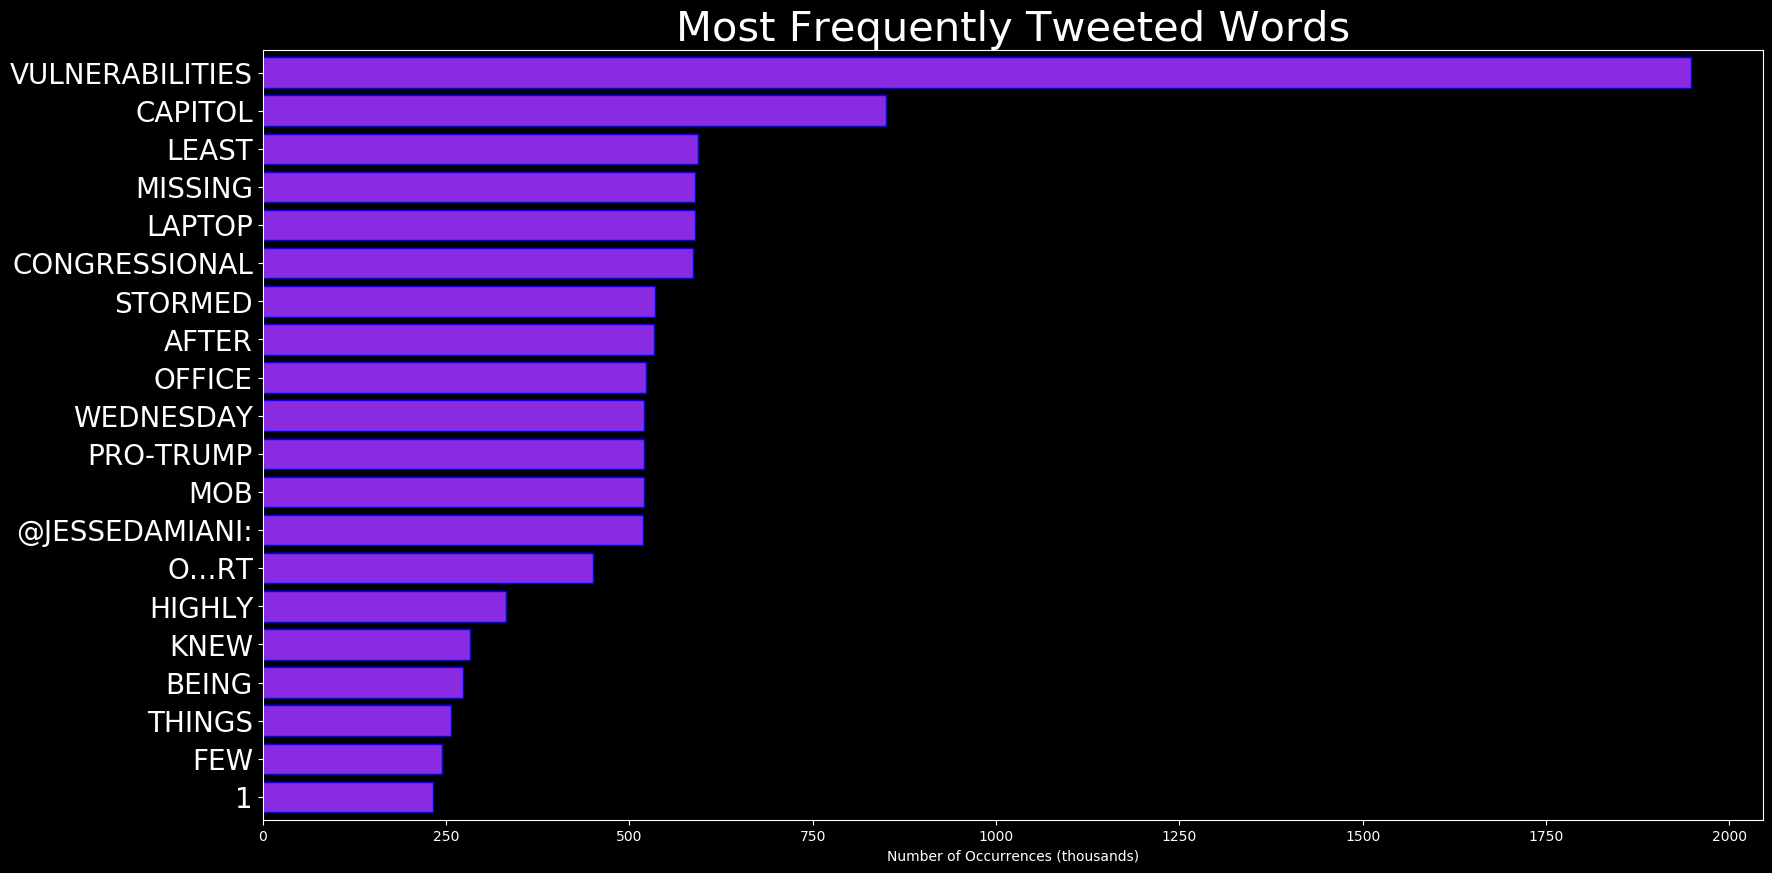 Most Frequently Tweeted Words
VULNERABILITIES
CAPITOL
LEAST
MISSING
LAPTOP
CONGRESSIONAL
STORMED
AFTER
OFFICE
WEDNESDAY
PRO-TRUMP
MOB
@JESSEDAMIANI:
O…RT
HIGHLY
KNEW
BEING
THINGS
FEW
1
0 250 500 750 1000 1250 1500 1750 2000
Number of Occurrences (thousands)